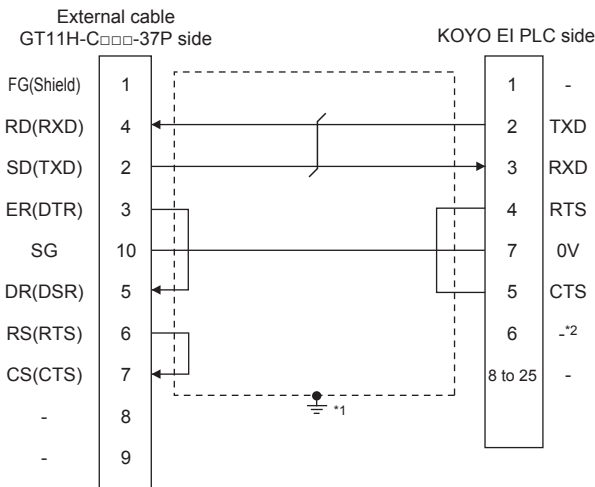 External cable
GT11H-C□□□-37P side
KOYO EI PLC side
FG(Shield) 1 1 -
RD(RXD) 4 2 TXD
SD(TXD) 2 3 RXD
ER(DTR) 3 4 RTS
SG 10 7 0V
DR(DSR) 5 5 CTS
RS(RTS) 6 6 -*2
CS(CTS) 7 8 to 25 -
*1
- 8
- 9